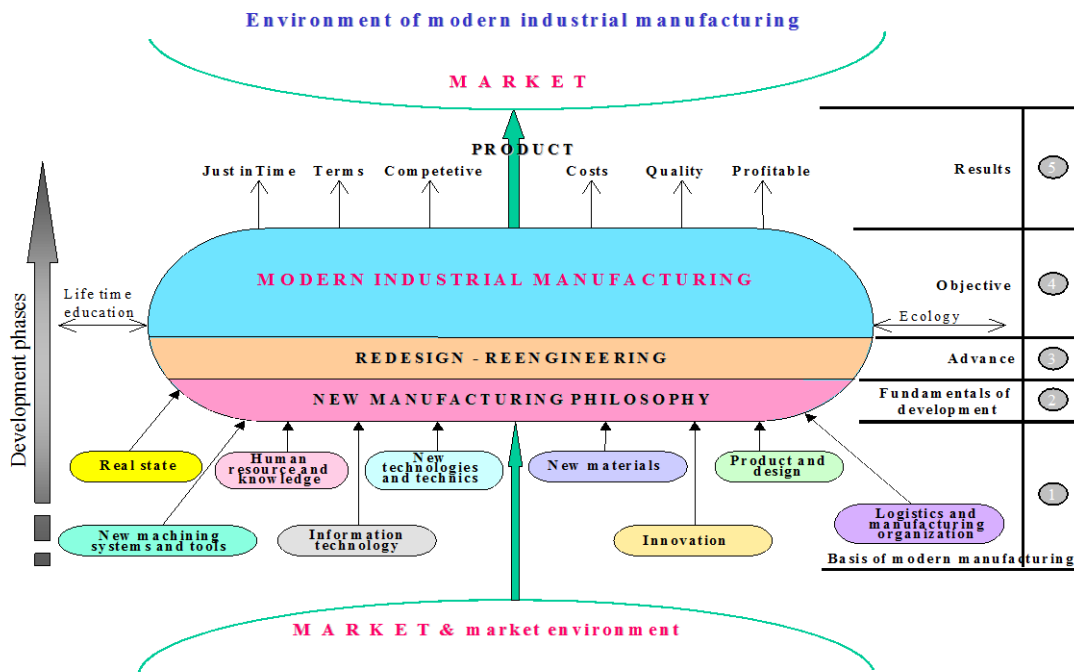 Environment of modern industrial manufacturing
MARKET
PRODUCT
JustinTime Terms Competetive Costs Quality Profitable
Results 5
MODERN INDUSTRIAL MANUFACTURING
Objective 4
Life time
education
Ecology
Development phases
REDESIGN - REENGINEERING
Advance 3
NEW MANUFACTURING PHILOSOPHY
Fundamentals of
development 2
Real state
Human
resource and
knowledge
New
technologies
and technics
New materials
Product and
design
1
New machining
systems and tools
Information
technology
Innovation
Logistics and
manufacturing
organization
Basis of modern manufacturing
MARKET & market environment